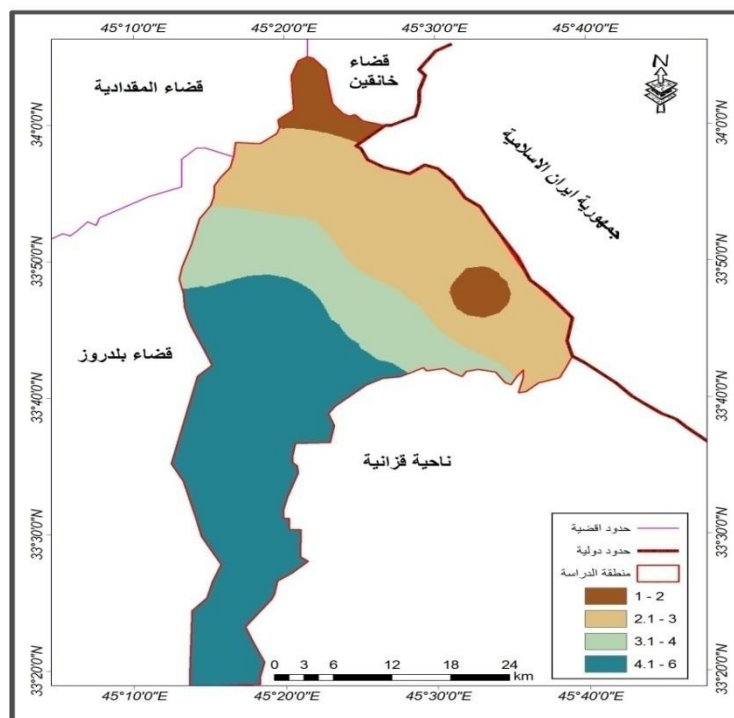 45°10'0"E 45°20'0"E 45°30'0"E 45°40'0"E
34°0'0"N
33°50'0"N
33°40'0"N
33°30'0"N
33°20'0"N
قضاء المقدادية
قضاء
خانقين
N
جمهورية ايران الاسلامية
قضاء بلدروز
ناحية قزانية
حدود اقضية
حدود دولية
منطقة الدراسة
1 - 2
2.1 - 3
3.1 - 4
4.1 - 6
0 3 6 12 18 24
km
34°0'0"N
33°50'0"N
33°40'0"N
33°30'0"N
33°20'0"N
45°10'0"E 45°20'0"E 45°30'0"E 45°40'0"E